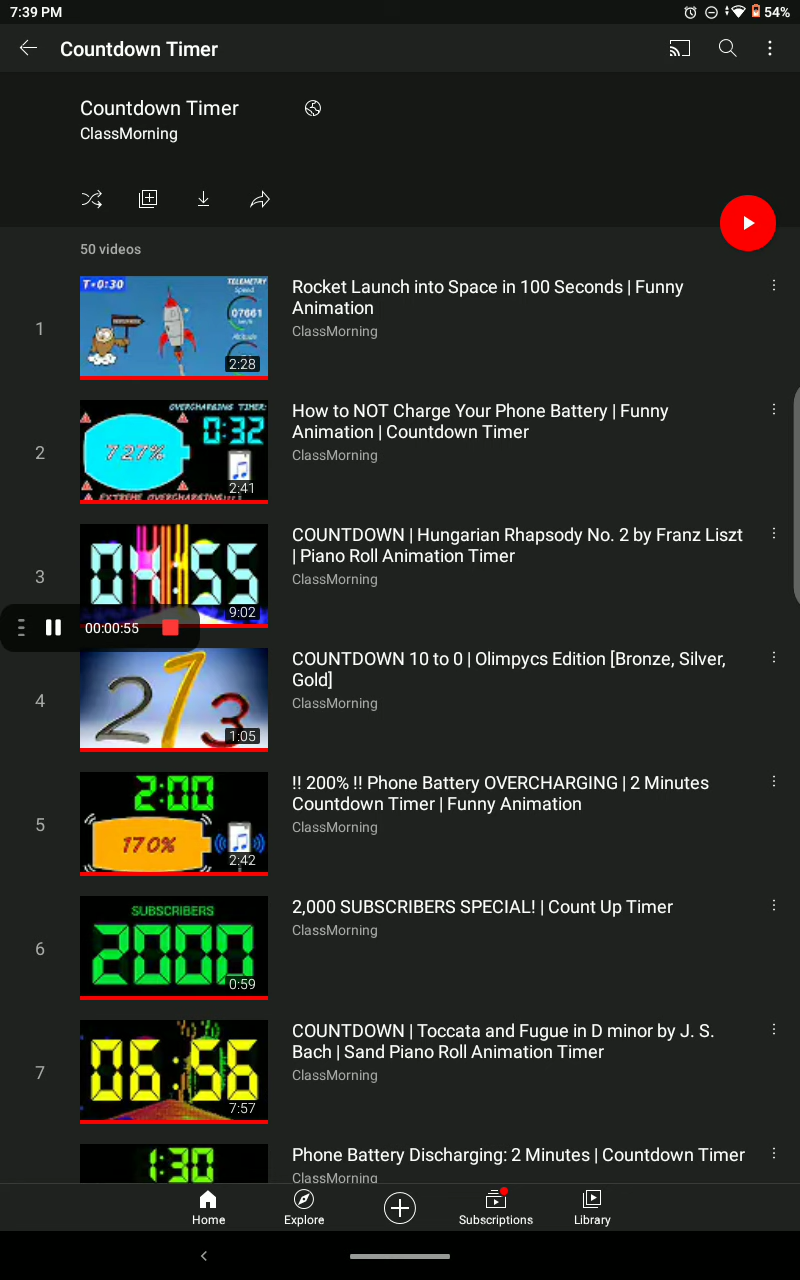 7:39 PM
54%
Countdown Timer
Countdown Timer
ClassMorning
50 videos
1
T+0:30
TELEMETRY
Speed
07661
km/h
Altitude
2:28
Rocket Launch into Space in 100 Seconds | Funny
Animation
ClassMorning
2
OVERCHARGING TIMER:
0:32
727%
2:41
EXTREME OVERCHARGING!!!
How to NOT Charge Your Phone Battery | Funny
Animation | Countdown Timer
ClassMorning
3
04:55
9:02
COUNTDOWN | Hungarian Rhapsody No. 2 by Franz Liszt
| Piano Roll Animation Timer
ClassMorning
00:00:55
4
2 1 3
1:05
COUNTDOWN 10 to 0 | Olimpycs Edition [Bronze, Silver,
Gold]
ClassMorning
5
2:00
170%
2:42
!! 200% !! Phone Battery OVERCHARGING | 2 Minutes
Countdown Timer | Funny Animation
ClassMorning
6
SUBSCRIBERS
2000
0:59
2,000 SUBSCRIBERS SPECIAL! | Count Up Timer
ClassMorning
7
06:56
7:57
COUNTDOWN | Toccata and Fugue in D minor by J. S.
Bach | Sand Piano Roll Animation Timer
ClassMorning
1:30
Phone Battery Discharging: 2 Minutes | Countdown Timer
ClassMorning
Home
Explore
Subscriptions
Library